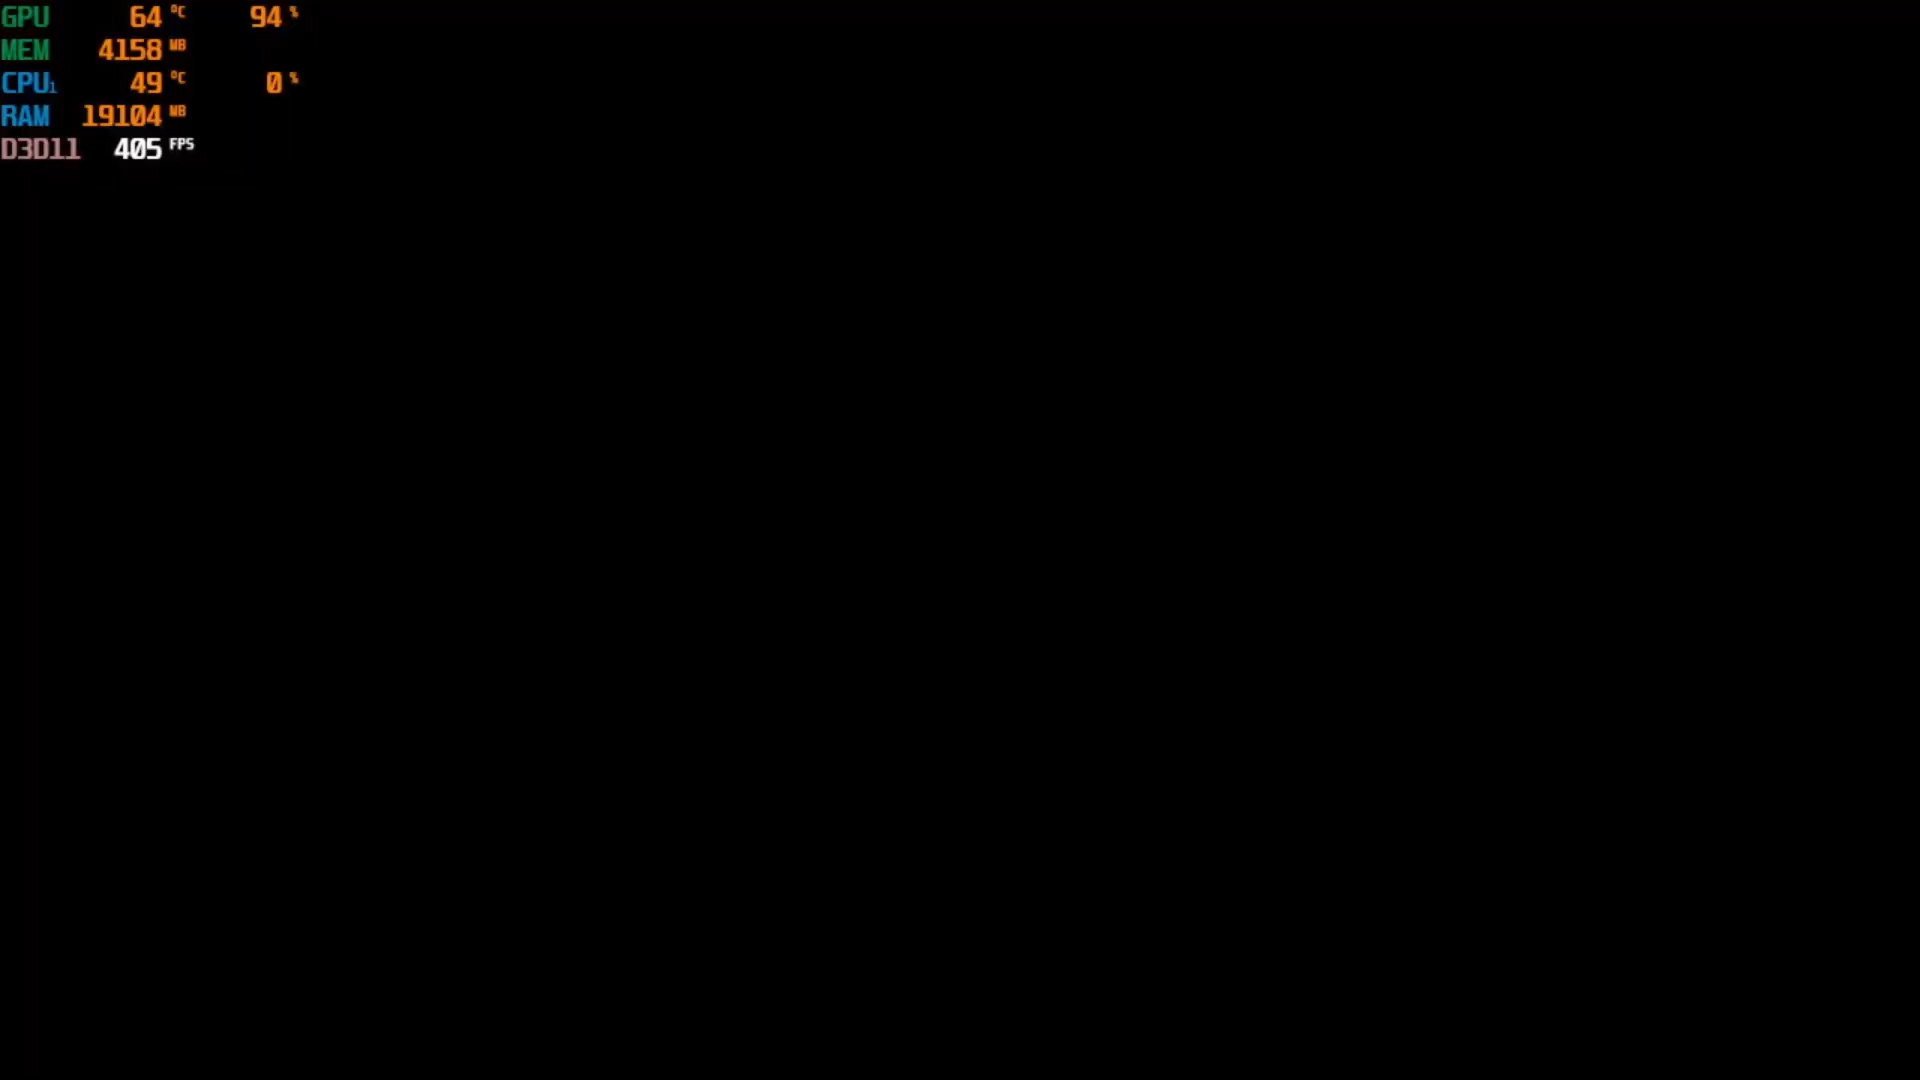 GPU 64 °C 94 %
MEM 4158 MB
CPU1 49 °C 0 %
RAM 19104 MB
D3D11 405 FPS